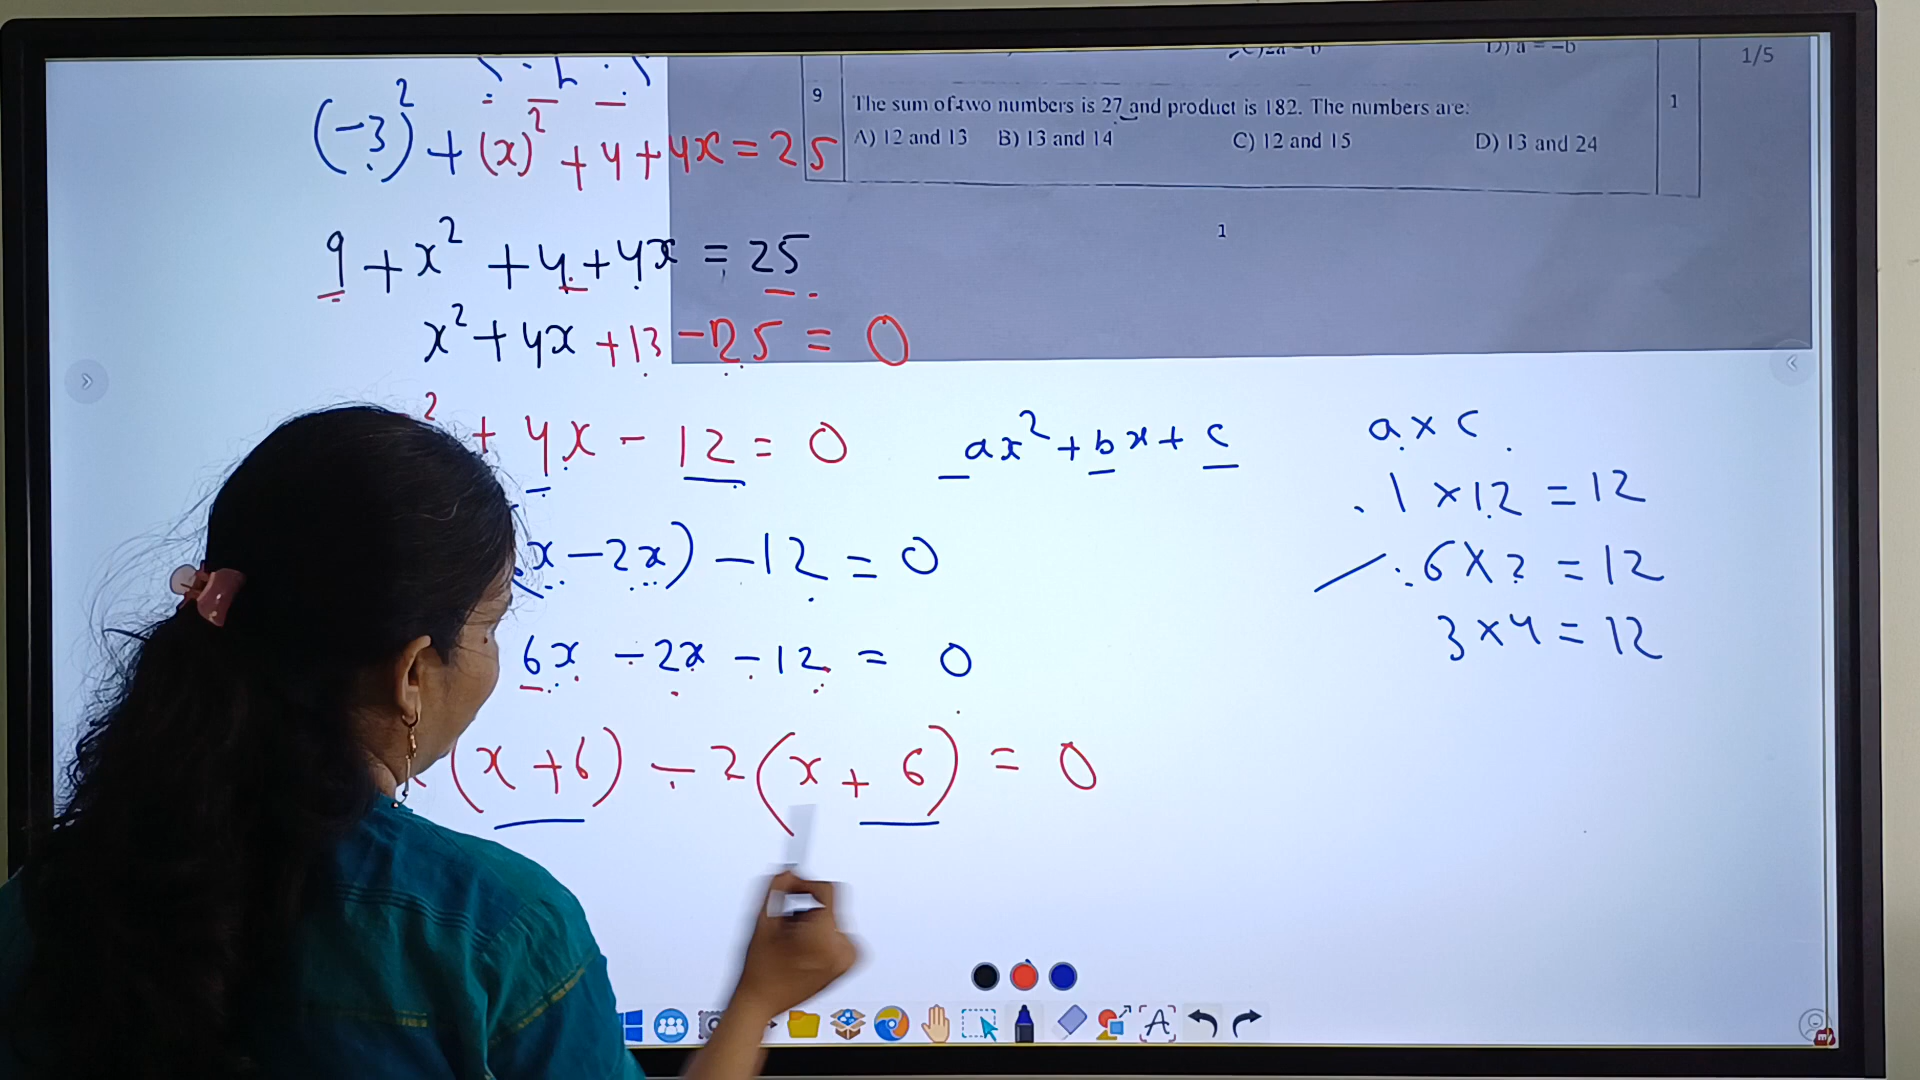 C) 2a = b D) a = -b
1/5
9 The sum of two numbers is 27 and product is 182. The numbers are: 1
A) 12 and 13 B) 13 and 14 C) 12 and 15 D) 13 and 24
1
(-3)² + (x)² + 4 + 4x = 25
9 + x² + 4 + 4x = 25
x² + 4x + 13 - 25 = 0
² + 4x - 12 = 0
ax² + bx + c
x - 2x) - 12 = 0
6x - 2x - 12 = 0
(x + 6) - 2(x + 6) = 0
a x c
1 x 12 = 12
6 x 2 = 12
3 x 4 = 12
A